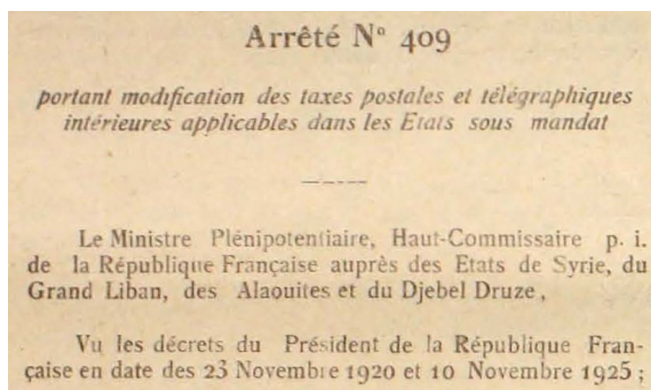 Arrêté Nº 409
portant modification des taxes postales et télégraphiques
intérieures applicables dans les Etats sous mandat
Le Ministre Plénipotentiaire, Haut-Commissaire p. i.
de la République Française auprès des Etats de Syrie, du
Grand Liban, des Alaouites et du Djebel Druze,
Vu les décrets du Président de la République Fran-
çaise en date des 23 Novembre 1920 et 10 Novembre 1925 ;